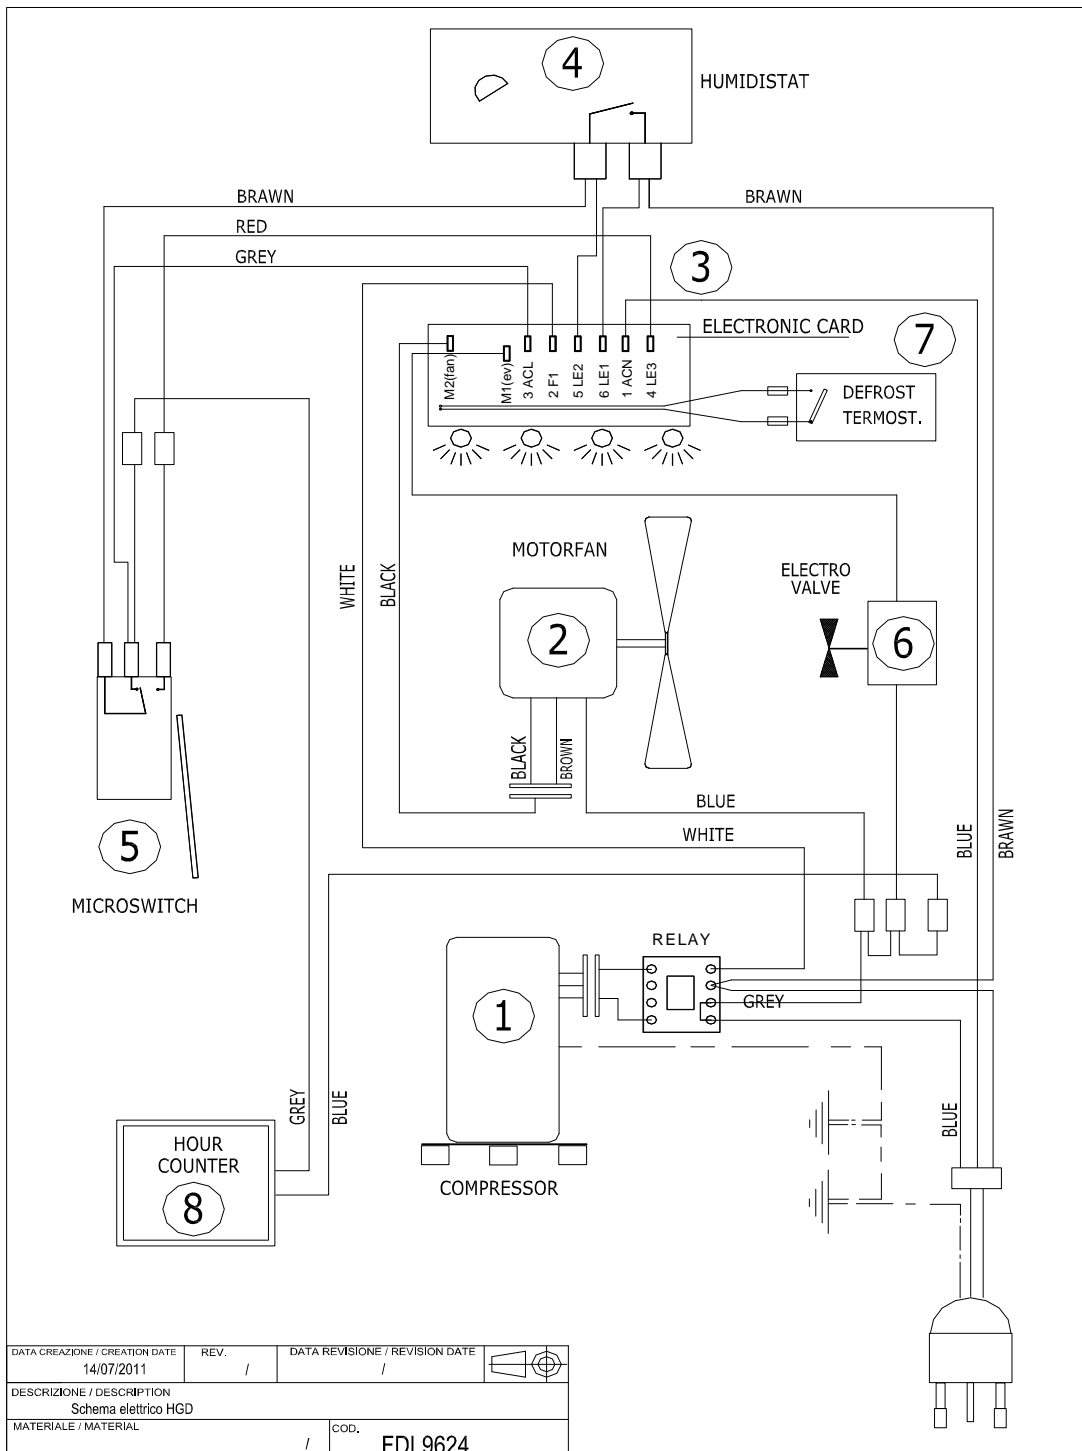 4
HUMIDISTAT
BRAWN
BRAWN
RED
GREY
3
ELECTRONIC CARD
7
M2(fan)
M1(ev)
3 ACL
2 F1
5 LE2
6 LE1
1 ACN
4 LE3
DEFROST
TERMOST.
MOTORFAN
WHITE
BLACK
ELECTRO
VALVE
2
6
BLACK
BROWN
BLUE
WHITE
BLUE
BRAWN
5
MICROSWITCH
RELAY
1
GREY
GREY
BLUE
BLUE
HOUR
COUNTER
8
COMPRESSOR
DATA CREAZIONE / CREATION DATE
14/07/2011
REV.
/
DATA REVISIONE / REVISION DATE
/
DESCRIZIONE / DESCRIPTION
Schema elettrico HGD
MATERIALE / MATERIAL
/
COD.